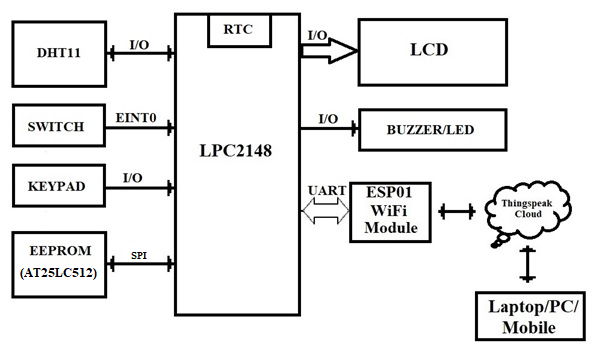 RTC
DHT11
I/O
I/O
LCD
SWITCH
EINT0
LPC2148
I/O
BUZZER/LED
KEYPAD
I/O
UART
ESP01
WiFi
Module
Thingspeak
Cloud
EEPROM
(AT25LC512)
SPI
Laptop/PC/
Mobile